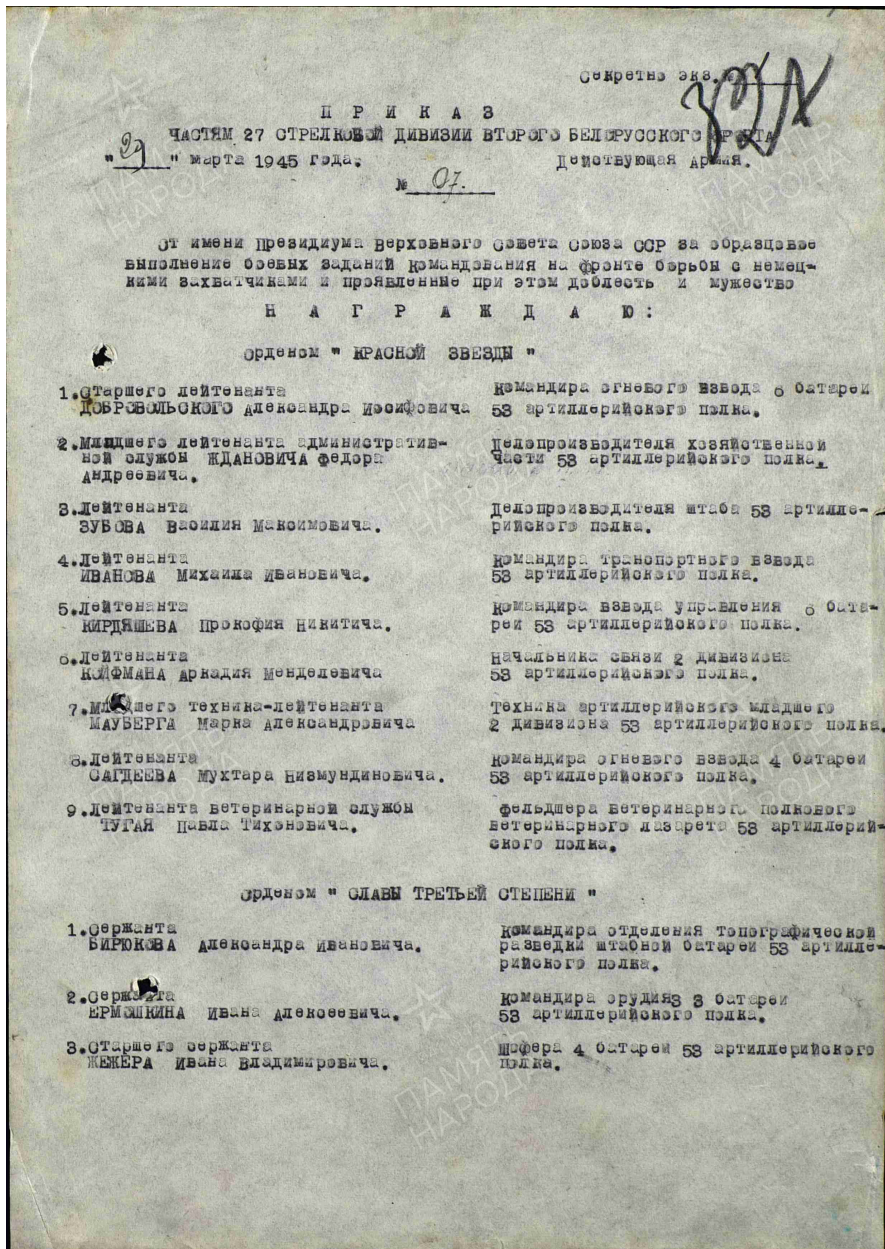 Секретно экз.
П Р И К А З
ЧАСТЯМ 27 СТРЕЛКОВОЙ ДИВИЗИИ ВТОРОГО БЕЛОРУССКОГО ФРОНТА
"29" марта 1945 года. Действующая Армия.
№ 07.
От имени Президиума Верховного Совета Союза ССР за образцовое
выполнение боевых заданий Командования на фронте борьбы с немец-
кими захватчиками и проявленные при этом доблесть и мужество
Н А Г Р А Ж Д А Ю :
орденом " КРАСНОЙ ЗВЕЗДЫ "
1.Старшего лейтенанта Командира огневого взвода 6 батареи
ДОБРОВОЛЬСКОГО Александра Иосифовича 53 артиллерийского полка.
2.Младшего лейтенанта административ- Делопроизводителя хозяйственной
ной службы ЖДАНОВИЧА Федора части 53 артиллерийского полка.
Андреевича.
3.Лейтенанта Делопроизводителя штаба 53 артилле-
ЗУБОВА Василия Максимовича. рийского полка.
4.Лейтенанта Командира транспортного взвода
ИВАНОВА Михаила Ивановича. 53 артиллерийского полка.
5.Лейтенанта Командира взвода управления 6 бата-
КИРДЯШЕВА Прокофия Никитича. реи 53 артиллерийского полка.
6.Лейтенанта Начальника связи 2 дивизиона
КОЙФМАНА Аркадия Менделевича 53 артиллерийского полка.
7.Младшего техника-лейтенанта Техника артиллерийского младшего
МАУБЕРГА Марка Александровича 2 дивизиона 53 артиллерийского полка.
8.Лейтенанта Командира огневого взвода 4 батареи
САГДЕЕВА Мухтара Низмундиновича. 53 артиллерийского полка.
9.Лейтенанта ветеринарной службы фельдшера ветеринарного полкового
ТУГАЯ Павла Тихоновича. ветеринарного лазарета 53 артиллерий-
ского полка.
орденом " СЛАВЫ ТРЕТЬЕЙ СТЕПЕНИ "
1.Сержанта Командира отделения топографической
БИРЮКОВА Александра Ивановича. разведки штабной батареи 53 артилле-
рийского полка.
2.Сержанта Командира орудия3 3 батареи
ЕРМОШКИНА Ивана Алексеевича. 53 артиллерийского полка.
3.Старшего сержанта Шофера 4 батареи 53 артиллерийского
ЖЕЖЕРА Ивана Владимировича. полка.
ПАМЯТЬ
НАРОДА